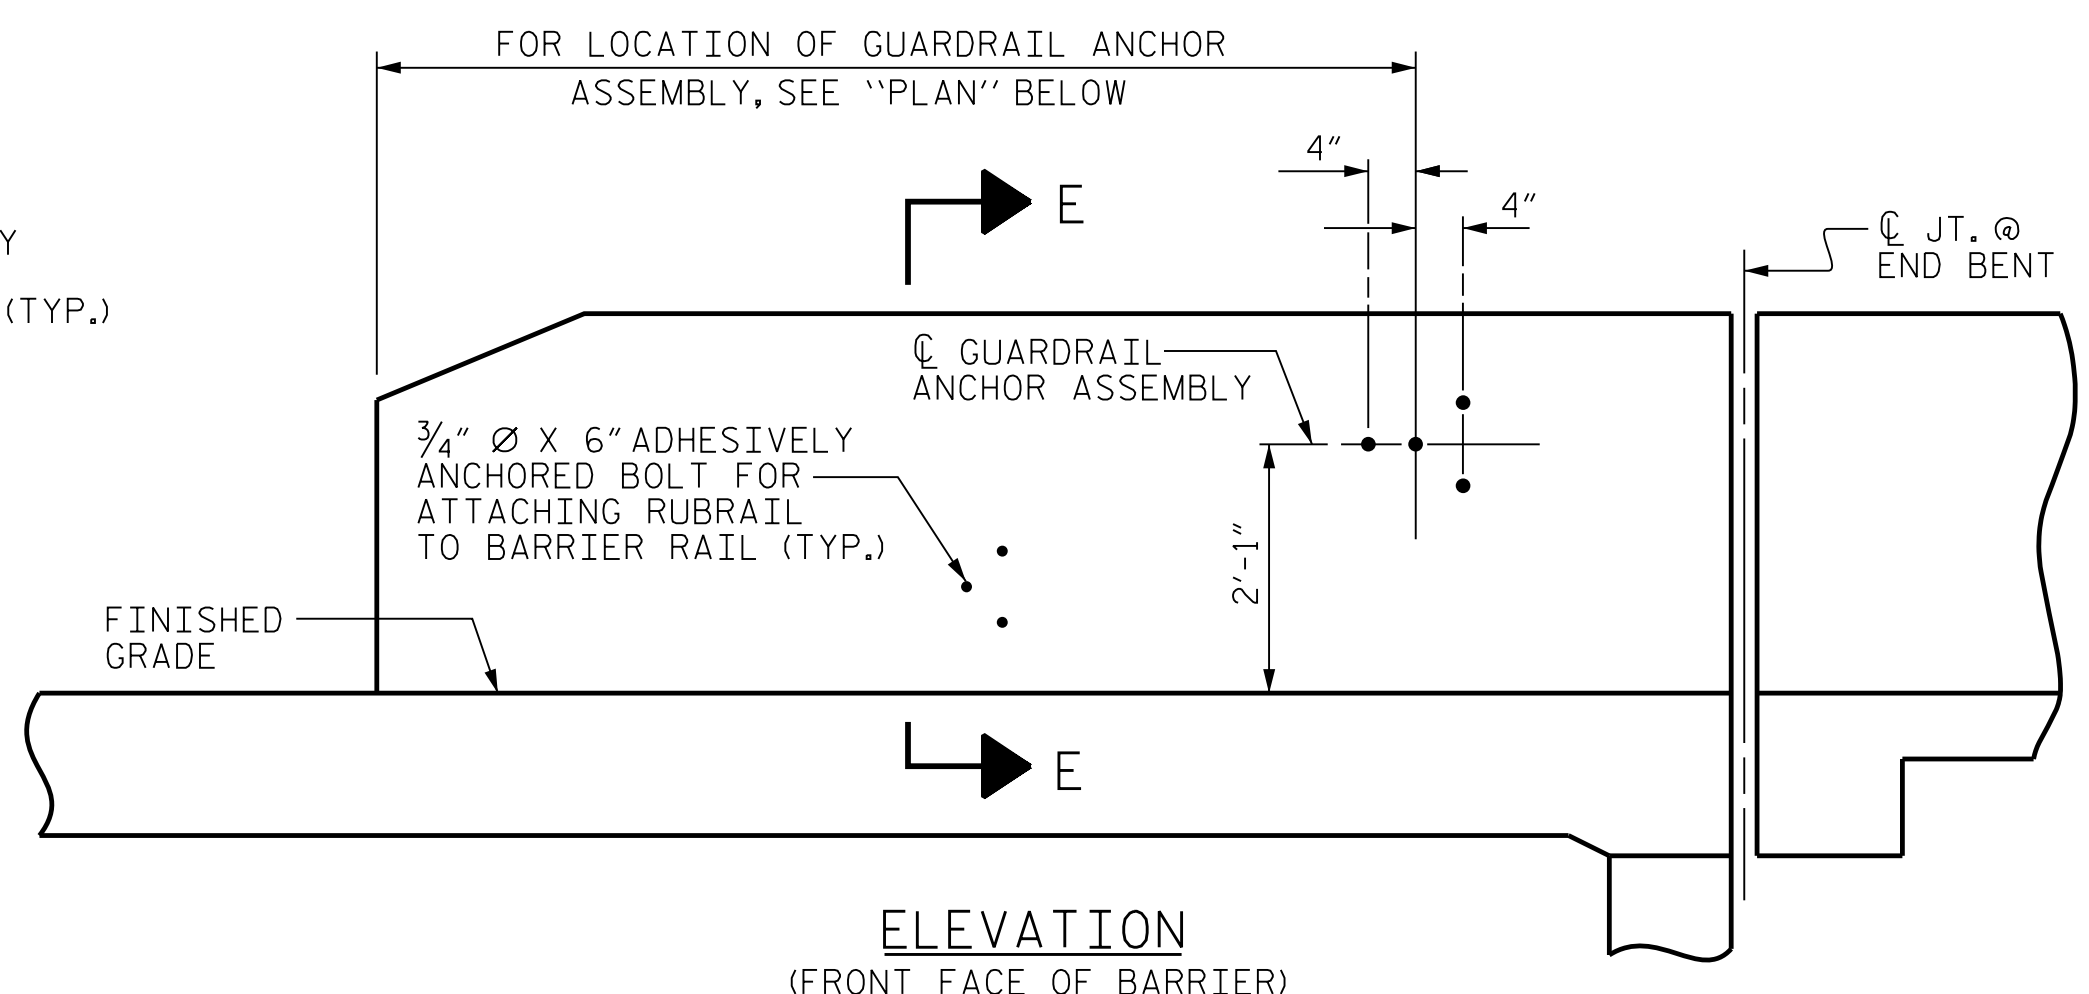 FOR LOCATION OF GUARDRAIL ANCHOR
ASSEMBLY, SEE "PLAN" BELOW
4"
4"
E
Y
(TYP.)
℄ JT. @
END BENT
℄ GUARDRAIL
ANCHOR ASSEMBLY
¾" Ø X 6" ADHESIVELY
ANCHORED BOLT FOR
ATTACHING RUBRAIL
TO BARRIER RAIL (TYP.)
2'-1"
FINISHED
GRADE
E
ELEVATION
(FRONT FACE OF BARRIER)